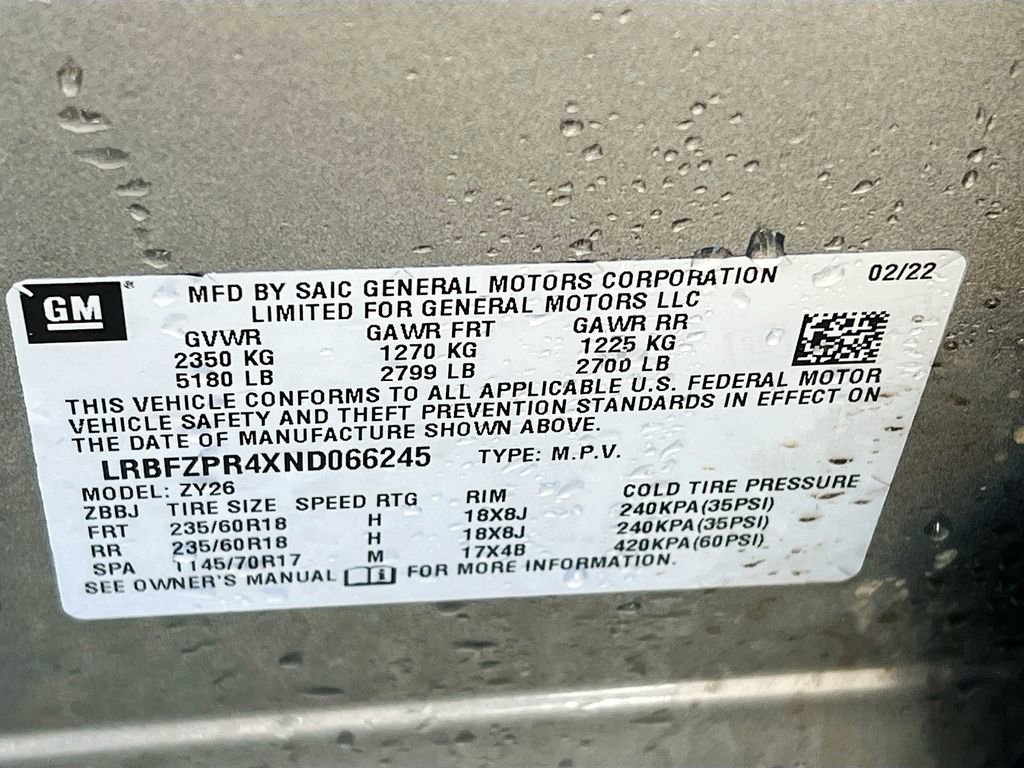 GM
MFD BY SAIC GENERAL MOTORS CORPORATION 02/22
LIMITED FOR GENERAL MOTORS LLC
GVWR GAWR FRT GAWR RR
2350 KG 1270 KG 1225 KG
5180 LB 2799 LB 2700 LB
THIS VEHICLE CONFORMS TO ALL APPLICABLE U.S. FEDERAL MOTOR
VEHICLE SAFETY AND THEFT PREVENTION STANDARDS IN EFFECT ON
THE DATE OF MANUFACTURE SHOWN ABOVE.
LRBFZPR4XND066245 TYPE: M.P.V.
MODEL: ZY26
ZBBJ TIRE SIZE SPEED RTG RIM COLD TIRE PRESSURE
FRT 235/60R18 H 18X8J 240KPA(35PSI)
RR 235/60R18 H 18X8J 240KPA(35PSI)
SPA T145/70R17 M 17X4B 420KPA(60PSI)
SEE OWNER'S MANUAL FOR MORE INFORMATION.